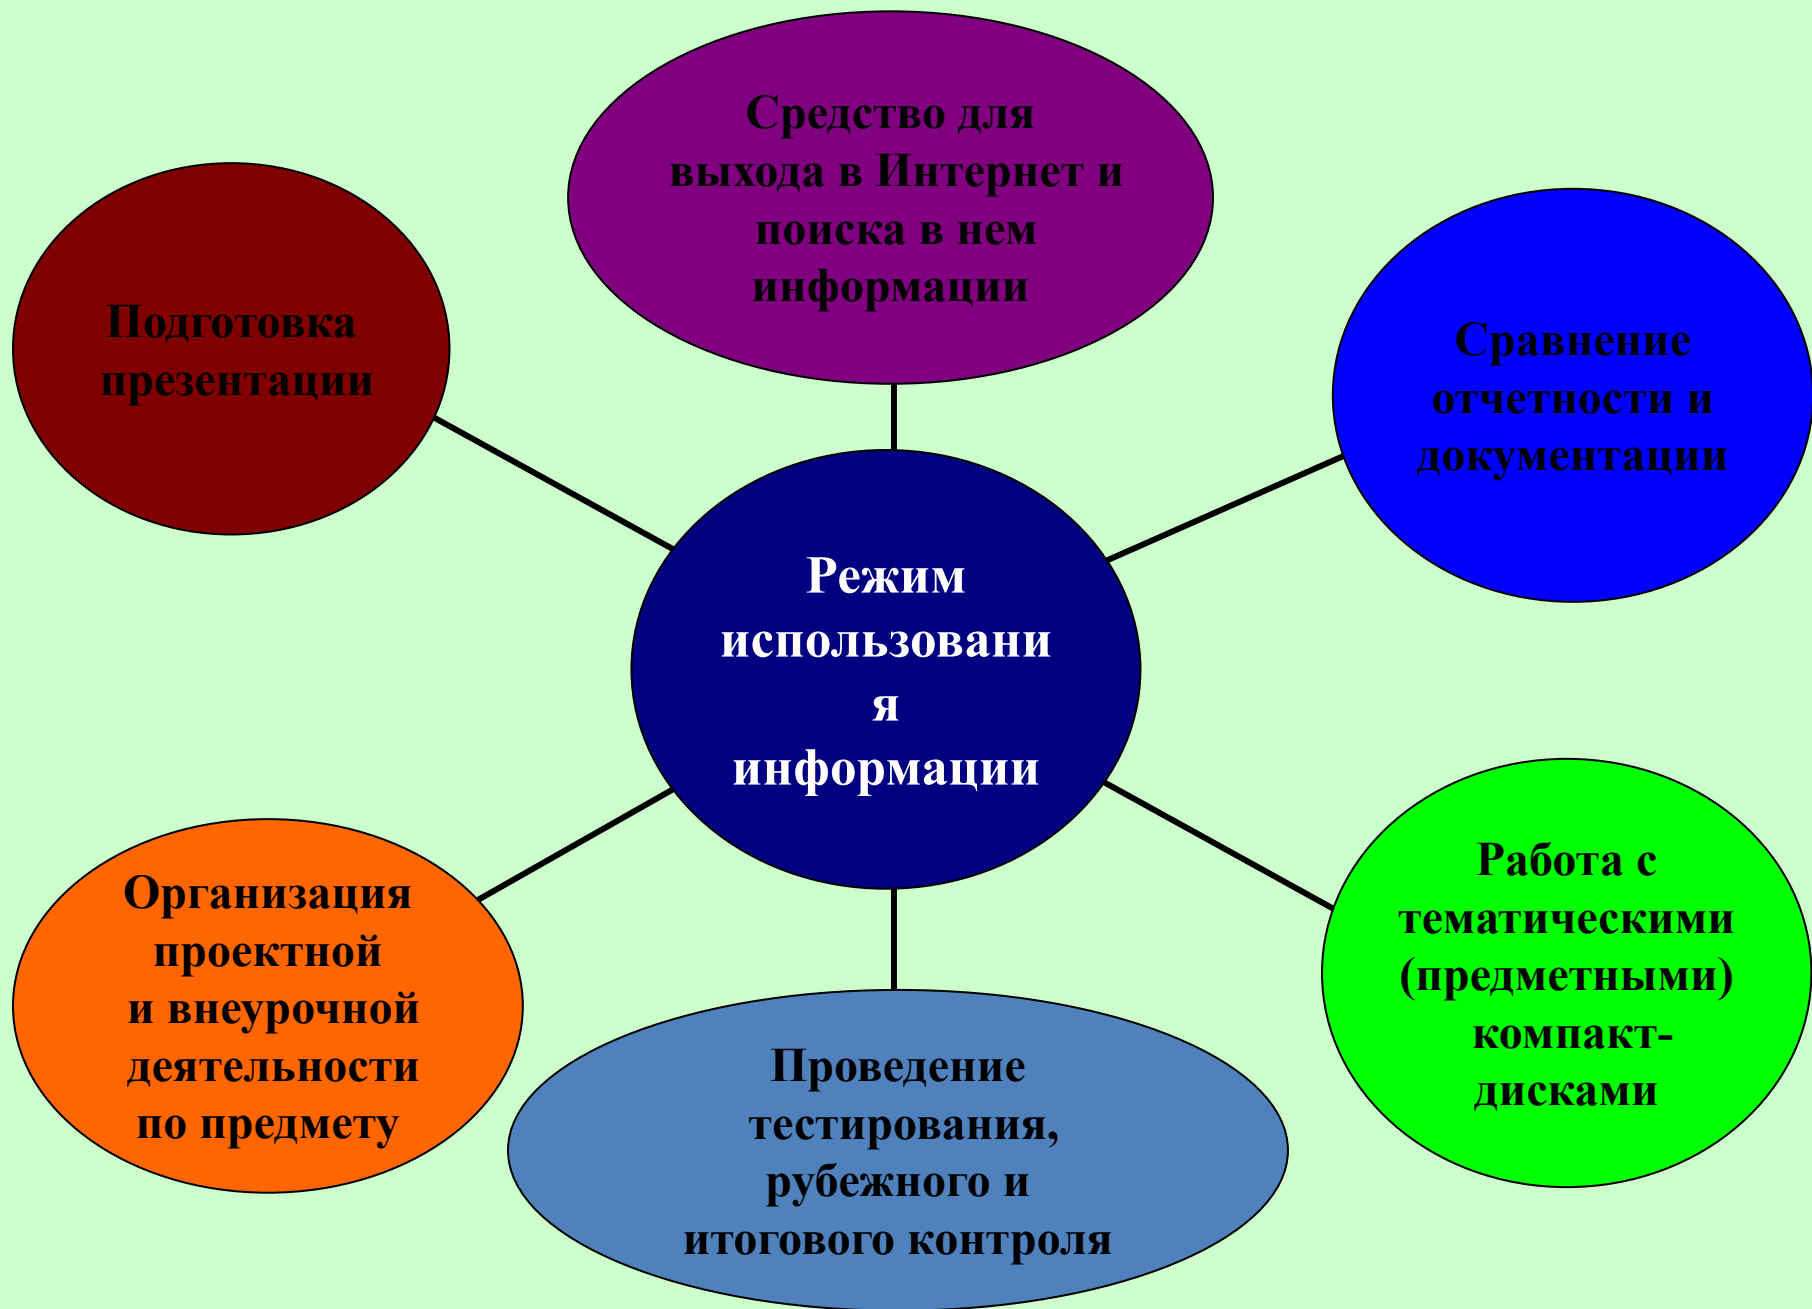 Средство для
выхода в Интернет и
поиска в нем
информации
Подготовка
презентации
Сравнение
отчетности и
документации
Режим
использовани
я
информации
Организация
проектной
и внеурочной
деятельности
по предмету
Работа с
тематическими
(предметными)
компакт-
дисками
Проведение
тестирования,
рубежного и
итогового контроля